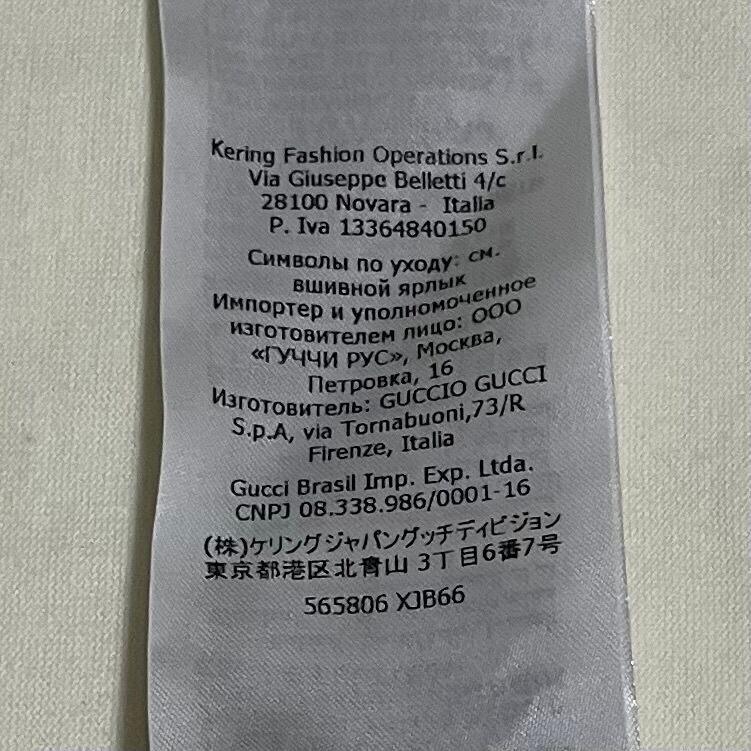 Kering Fashion Operations S.r.l.
Via Giuseppe Belletti 4/c
28100 Novara - Italia
P. Iva 13364840150
Символы по уходу: см.
вшивной ярлык
Импортер и уполномоченное
изготовителем лицо: ООО
«ГУЧЧИ РУС», Москва,
Петровка, 16
Изготовитель: GUCCIO GUCCI
S.p.A, via Tornabuoni,73/R
Firenze, Italia
Gucci Brasil Imp. Exp. Ltda.
CNPJ 08.338.986/0001-16
(株)ケリングジャパングッチディビジョン
東京都港区北青山 3丁目6番7号
565806 XJB66